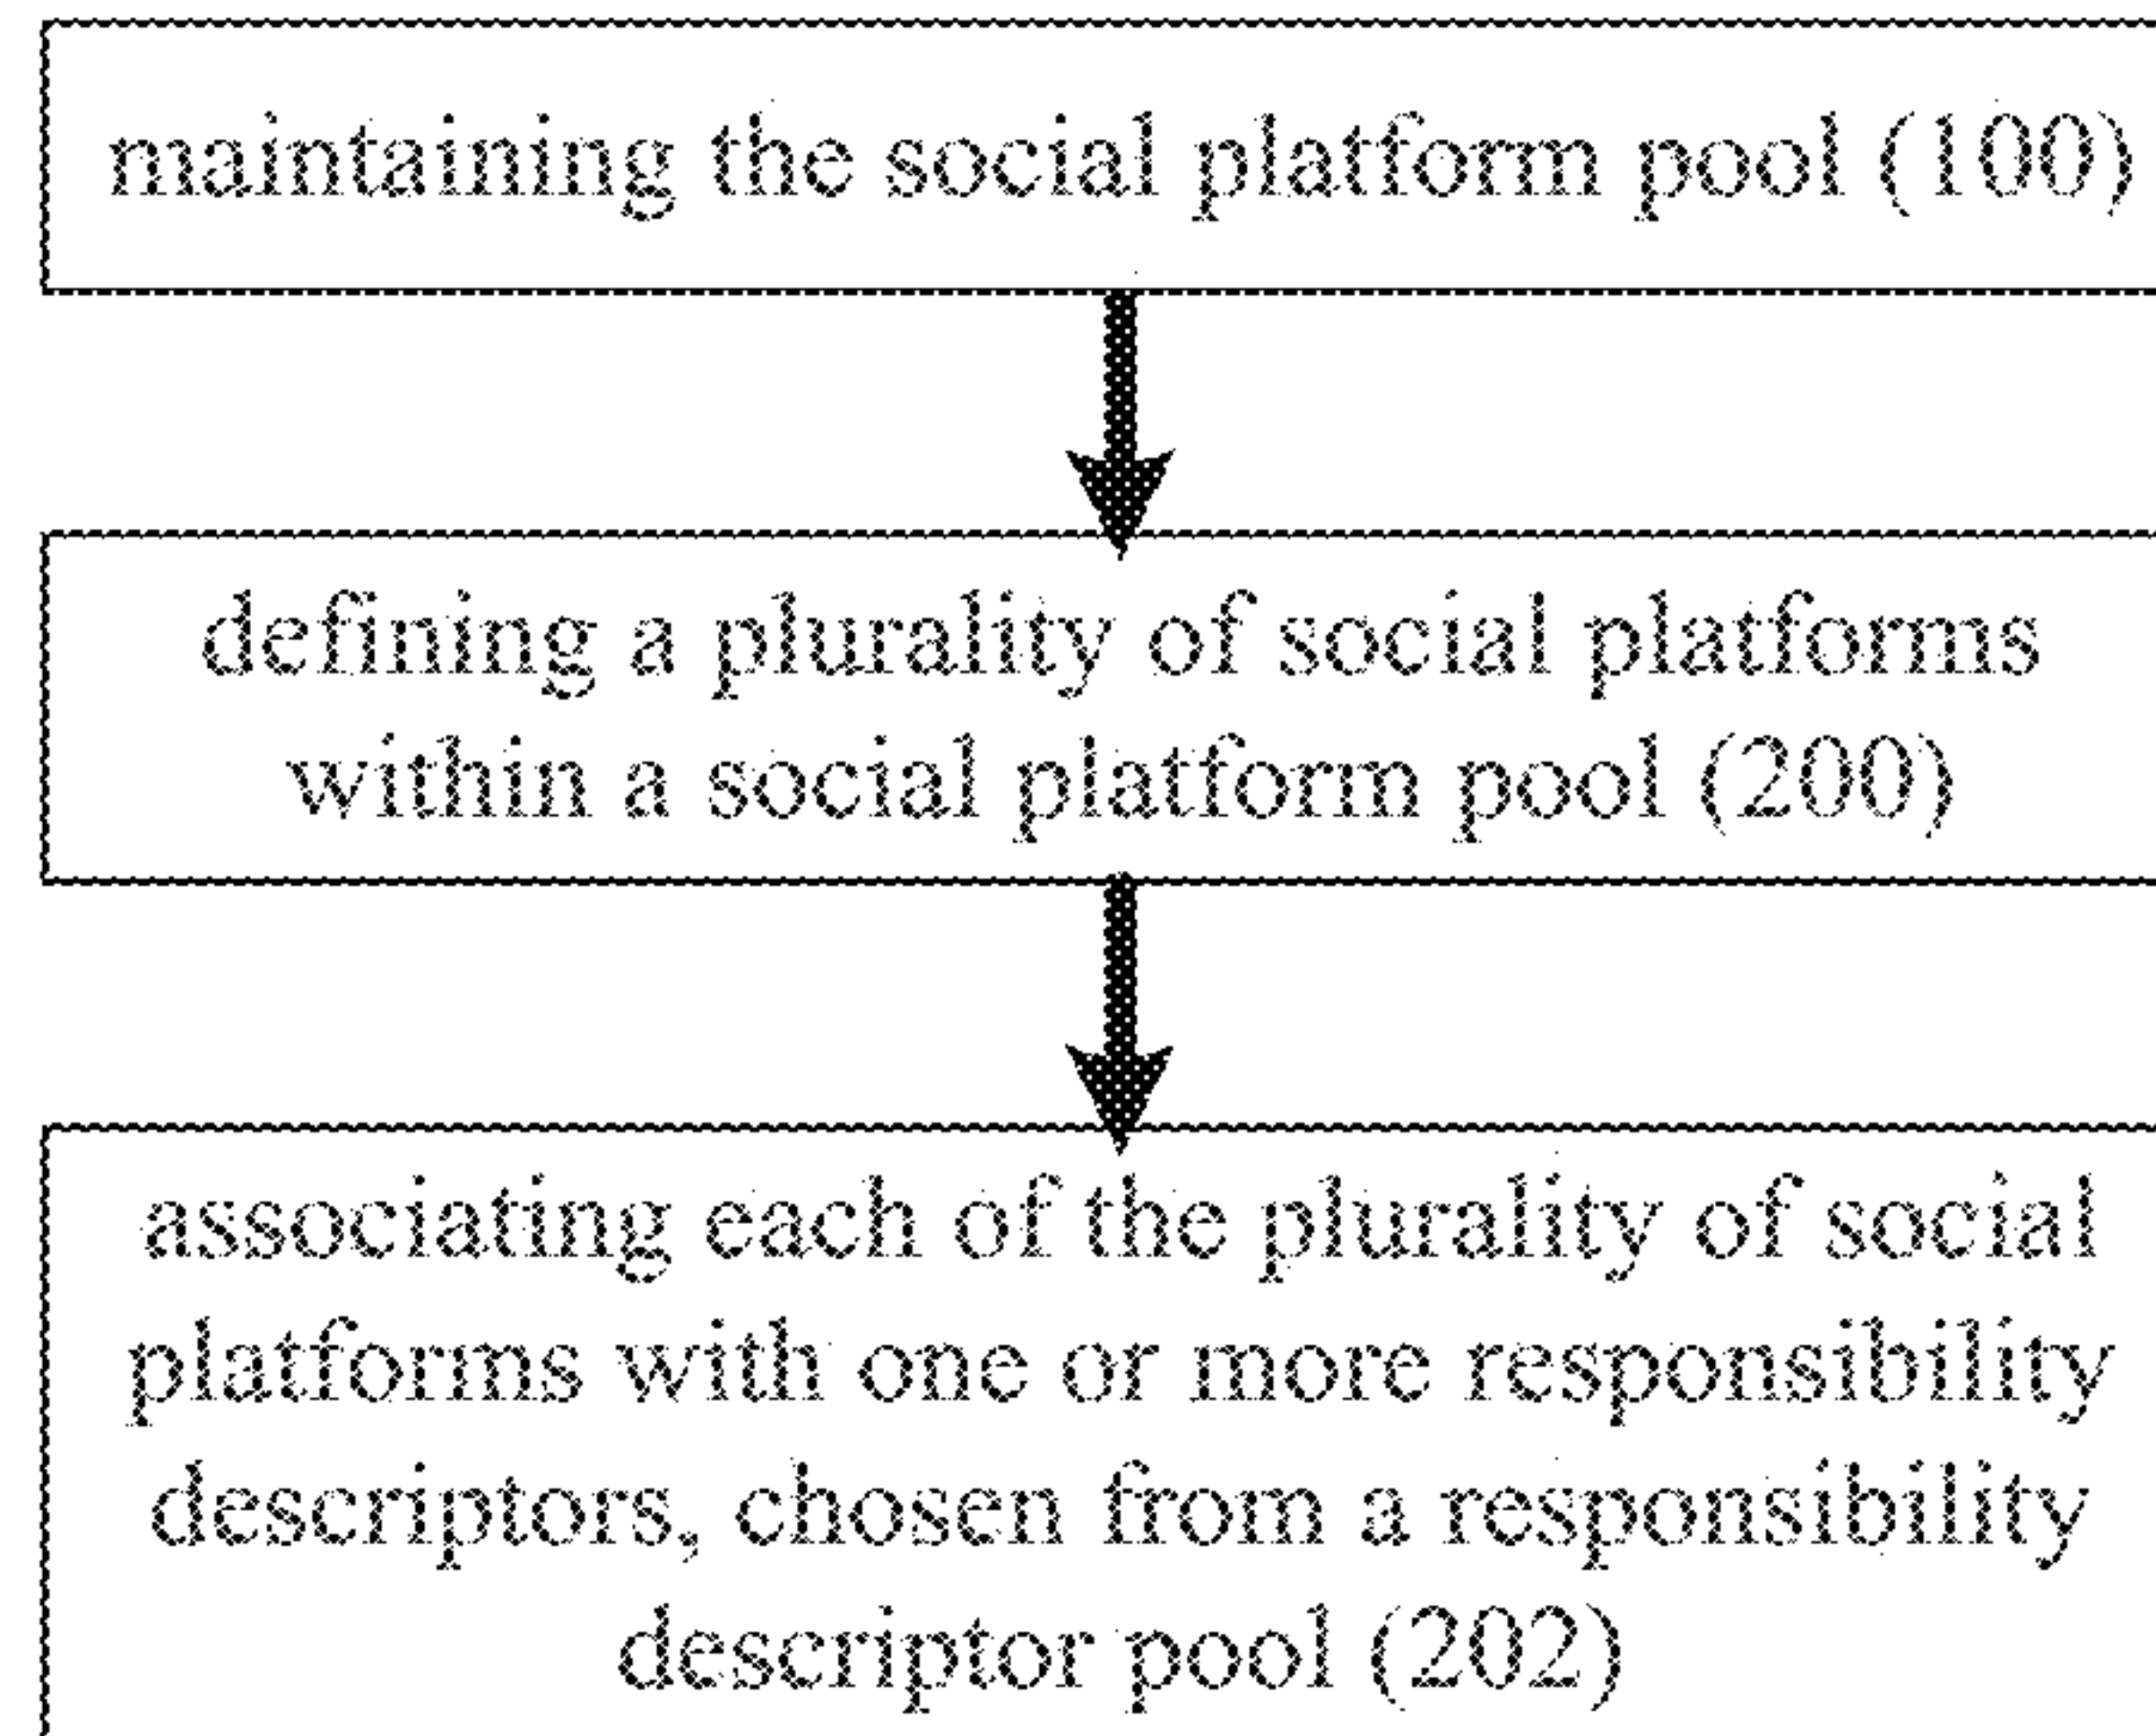 maintaining the social platform pool (100)
defining a plurality of social platforms
within a social platform pool (200)
associating each of the plurality of social
platforms with one or more responsibility
descriptors, chosen from a responsibility
descriptor pool (202)